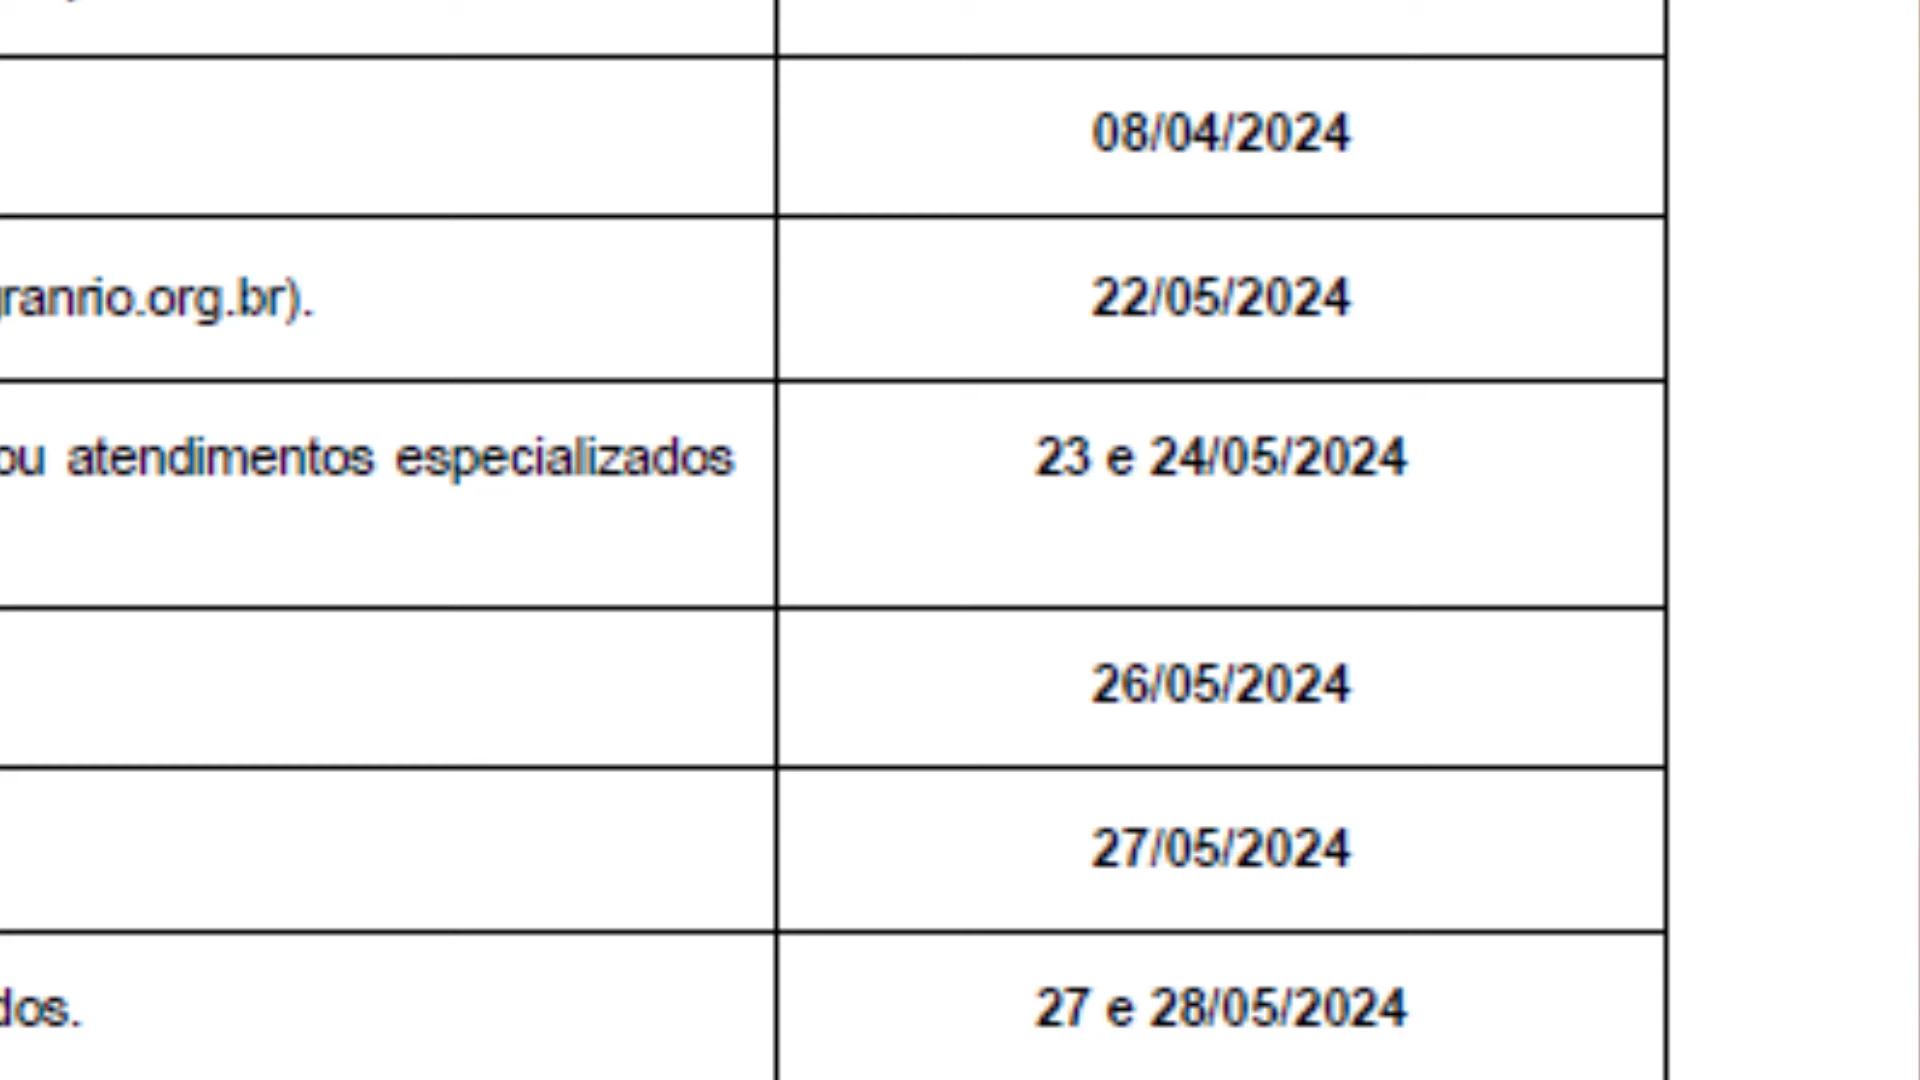 08/04/2024
granrio.org.br).
22/05/2024
ou atendimentos especializados
23 e 24/05/2024
26/05/2024
27/05/2024
dos.
27 e 28/05/2024